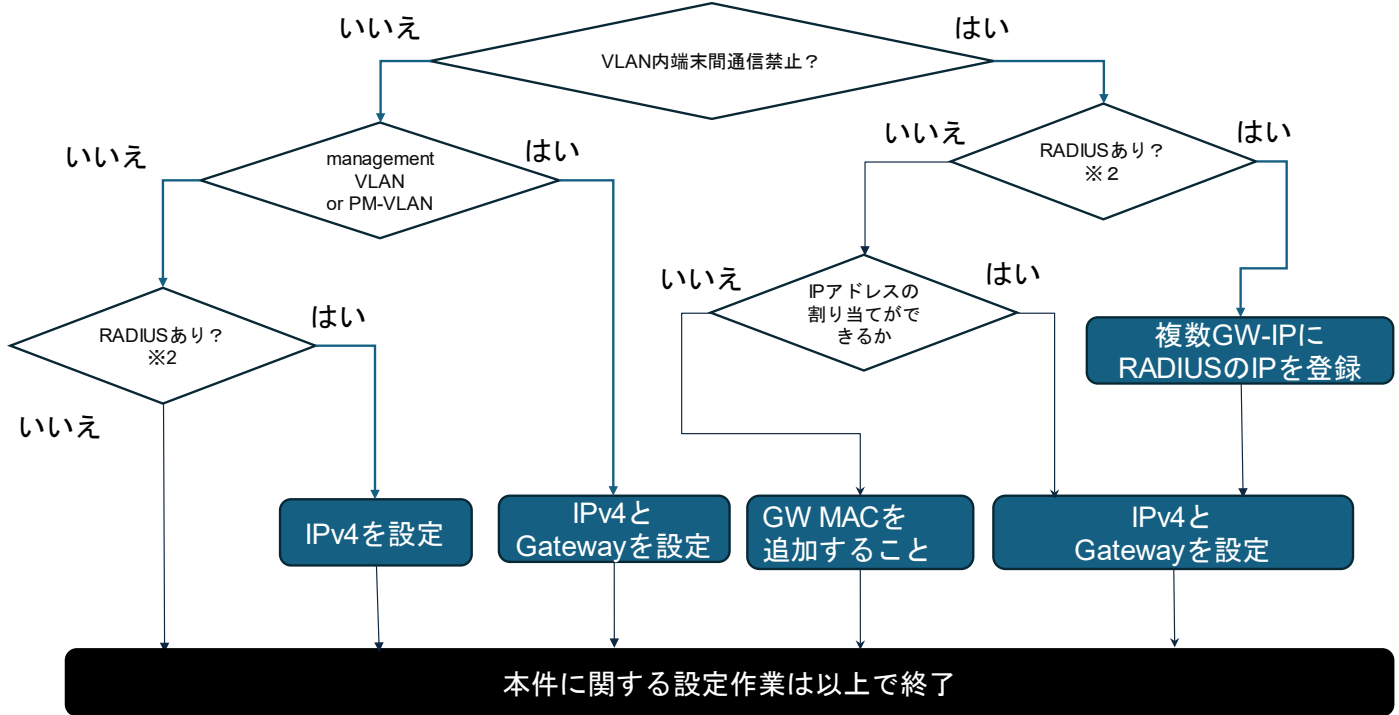 いいえ
はい
VLAN内端末間通信禁止？
いいえ
はい
management
VLAN
or PM-VLAN
いいえ
はい
RADIUSあり？
※２
いいえ
はい
RADIUSあり？
※2
いいえ
はい
IPアドレスの
割り当てがで
きるか
複数GW-IPに
RADIUSのIPを登録
いいえ
IPv4を設定
IPv4と
Gatewayを設定
GW MACを
追加すること
IPv4と
Gatewayを設定
本件に関する設定作業は以上で終了